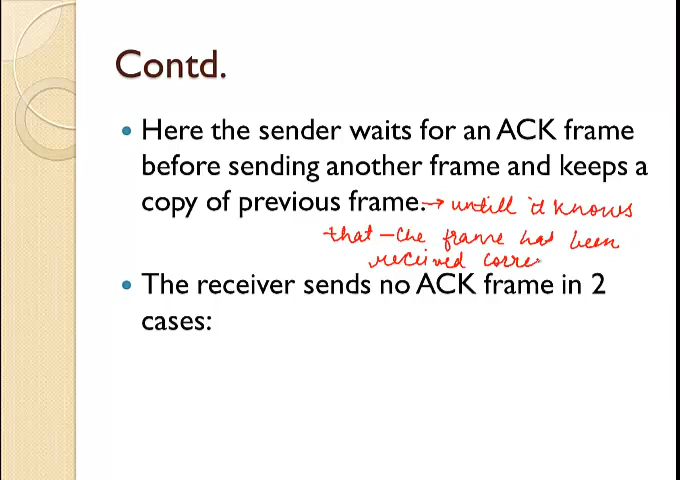 Contd.
Here the sender waits for an ACK frame
before sending another frame and keeps a
copy of previous frame. → untill it knows
that the frame has been
received corre
The receiver sends no ACK frame in 2
cases: